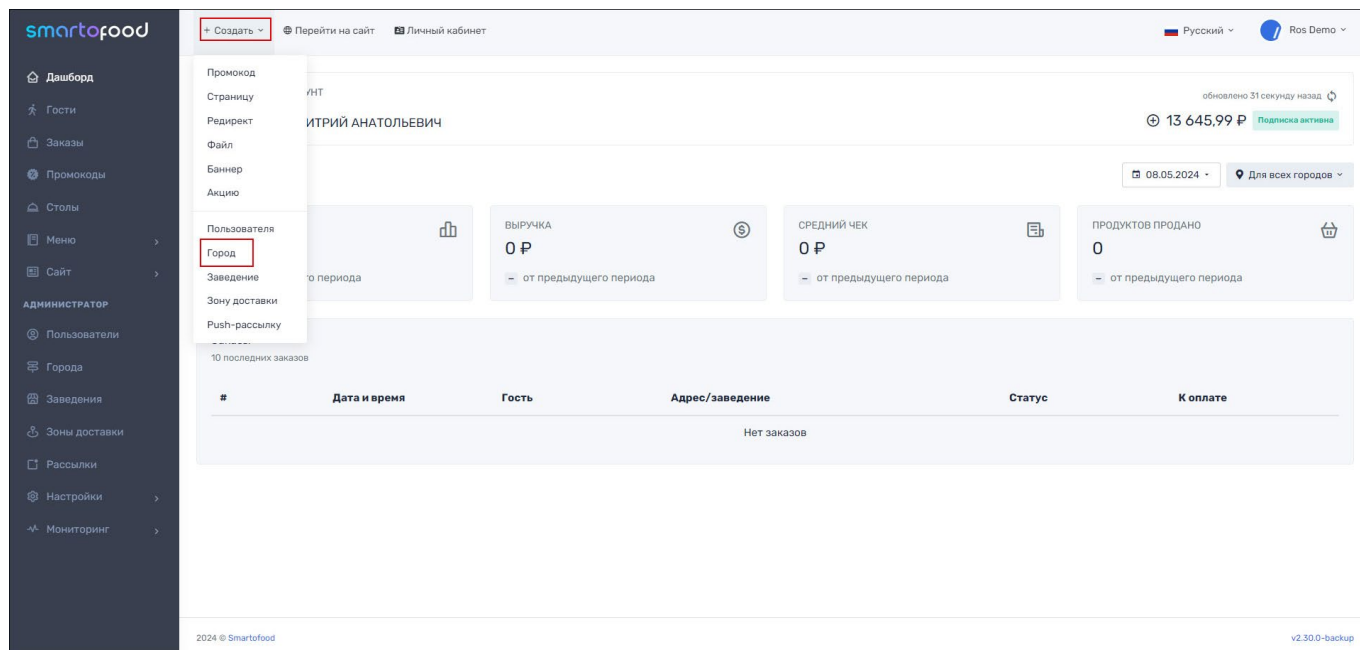 smartofood
+ Создать
Перейти на сайт
Личный кабинет
Русский
Ros Demo
Дашборд
Гости
Заказы
Промокоды
Столы
Меню
Сайт
АДМИНИСТРАТОР
Пользователи
Города
Заведения
Зоны доставки
Рассылки
Настройки
Мониторинг
Промокод
Страницу
Редирект
Файл
Баннер
Акцию
Пользователя
Город
Заведение
Зону доставки
Push-рассылку
АНАТОЛЬЕВИЧ
обновлено 31 секунду назад
13 645,99 ₽ Подписка активна
08.05.2024
Для всех городов
периода
ВЫРУЧКА
0 ₽
– от предыдущего периода
СРЕДНИЙ ЧЕК
0 ₽
– от предыдущего периода
ПРОДУКТОВ ПРОДАНО
0
– от предыдущего периода
10 последних заказов
# Дата и время Гость Адрес/заведение Статус К оплате
Нет заказов
2024 © Smartofood
v2.30.0-backup